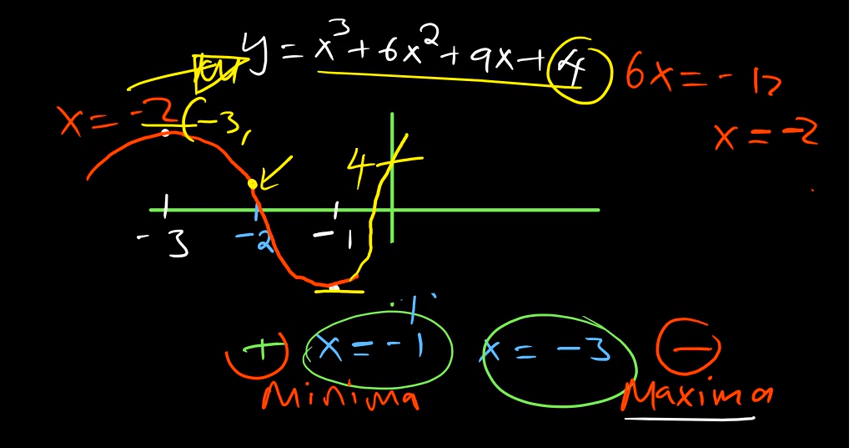 y = x³ + 6x² + 9x + 4
6x = -12
x = -2
x = -2 (-3,
4
-3 -2 -1
+ x = -1 x = -3 -
Minima Maxima